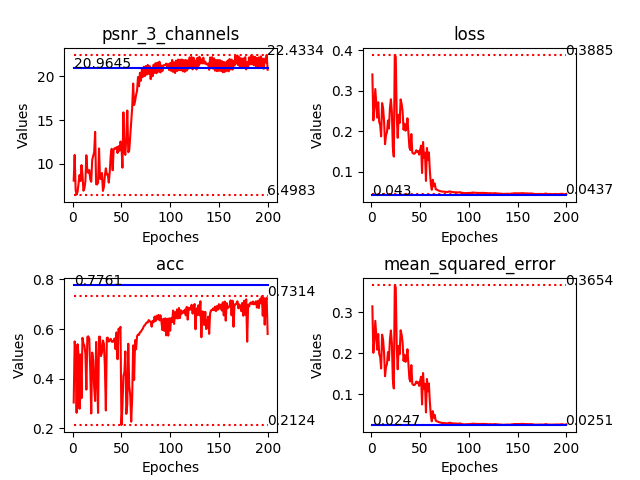 psnr_3_channels
22.4334
20.9645
20
15
10
6.4983
Values
0 50 100 150 200
Epoches
loss
0.4
0.3885
0.3
0.2
0.1
0.043
0.0437
Values
0 50 100 150 200
Epoches
acc
0.8
0.7761
0.7314
0.6
0.4
0.2
0.2124
Values
0 50 100 150 200
Epoches
mean_squared_error
0.3654
0.3
0.2
0.1
0.0247
0.0251
Values
0 50 100 150 200
Epoches